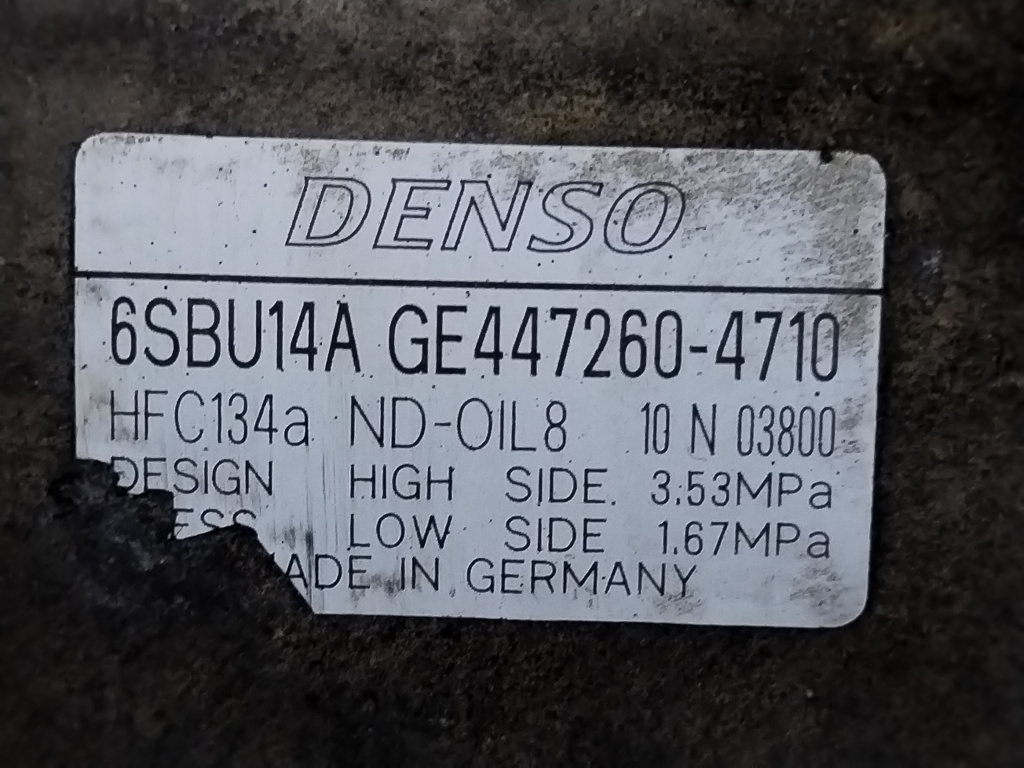 DENSO
6SBU14A GE447260-4710
HFC134a ND-OIL8 10 N 03800
DESIGN HIGH SIDE. 3.53MPa
LOW SIDE 1.67MPa
IN GERMANY